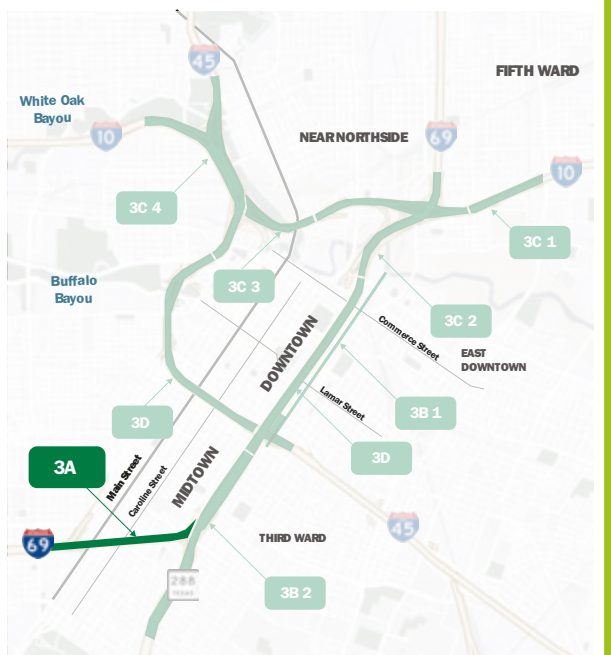 45
FIFTH WARD
White Oak
Bayou
10
NEAR NORTHSIDE
69
10
3C 4
3C 1
3C 3
Buffalo
Bayou
3C 2
Commerce Street
DOWNTOWN
EAST
DOWNTOWN
Lamar Street
3B 1
3D
3D
3A
Main Street
Caroline Street
MIDTOWN
45
69
THIRD WARD
288
TEXAS
3B 2